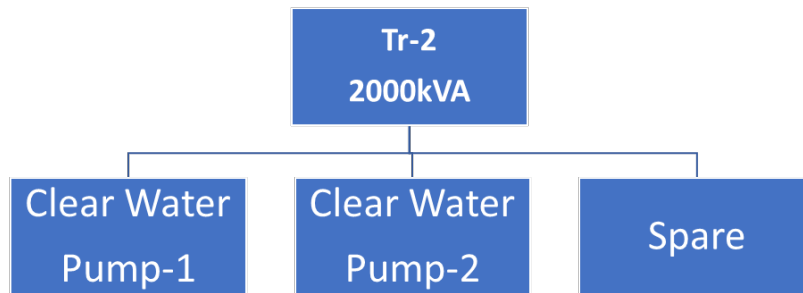 Tr-2
2000kVA
Clear Water
Pump-1
Clear Water
Pump-2
Spare